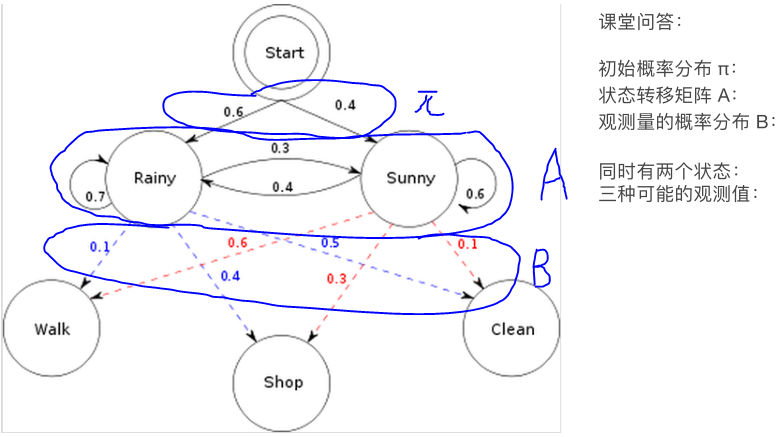 Start
0.6
0.4
π
0.3
Rainy
Sunny
0.7
0.4
0.6
A
0.1
0.6
0.5
0.1
0.4
0.3
B
Walk
Shop
Clean
课堂问答：
初始概率分布 π：
状态转移矩阵 A：
观测量的概率分布 B：
同时有两个状态：
三种可能的观测值：